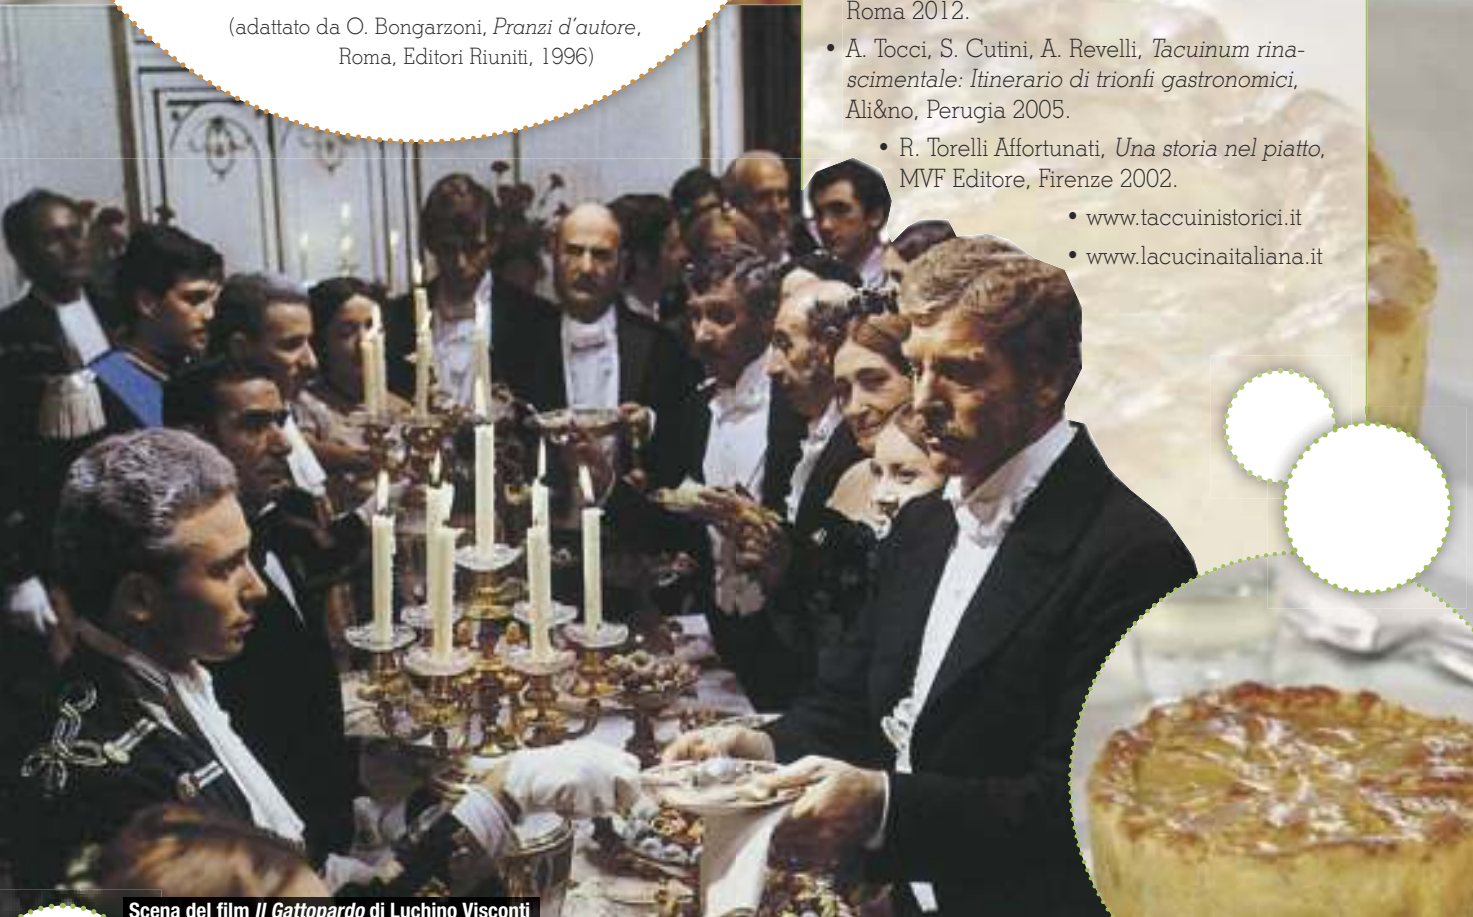 (adattato da O. Bongarzoni, Pranzi d'autore,
Roma, Editori Riuniti, 1996)
Roma 2012.
• A. Tocci, S. Cutini, A. Revelli, Tacuinum rina-
scimentale: Itinerario di trionfi gastronomici,
Ali&no, Perugia 2005.
• R. Torelli Affortunati, Una storia nel piatto,
MVF Editore, Firenze 2002.
• www.taccuinistorici.it
• www.lacucinaitaliana.it
Scena del film Il Gattopardo di Luchino Visconti